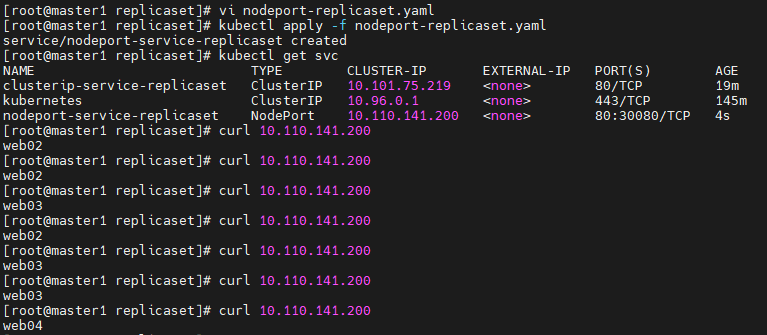 [root@master1 replicaset]# vi nodeport-replicaset.yaml
[root@master1 replicaset]# kubectl apply -f nodeport-replicaset.yaml
service/nodeport-service-replicaset created
[root@master1 replicaset]# kubectl get svc
NAME                           TYPE        CLUSTER-IP       EXTERNAL-IP   PORT(S)        AGE
clusterip-service-replicaset   ClusterIP   10.101.75.219    <none>        80/TCP         19m
kubernetes                     ClusterIP   10.96.0.1        <none>        443/TCP        145m
nodeport-service-replicaset    NodePort    10.110.141.200   <none>        80:30080/TCP   4s
[root@master1 replicaset]# curl 10.110.141.200
web02
[root@master1 replicaset]# curl 10.110.141.200
web02
[root@master1 replicaset]# curl 10.110.141.200
web03
[root@master1 replicaset]# curl 10.110.141.200
web02
[root@master1 replicaset]# curl 10.110.141.200
web03
[root@master1 replicaset]# curl 10.110.141.200
web03
[root@master1 replicaset]# curl 10.110.141.200
web04